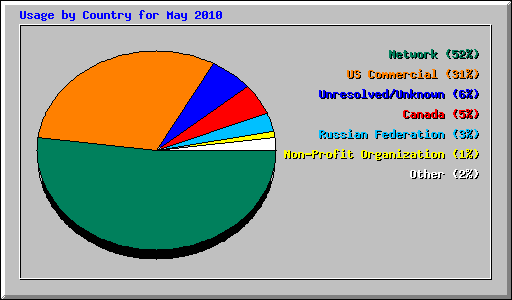 Usage by Country for May 2010
Network (52%)
US Commercial (31%)
Unresolved/Unknown (6%)
Canada (5%)
Russian Federation (3%)
Non-Profit Organization (1%)
Other (2%)